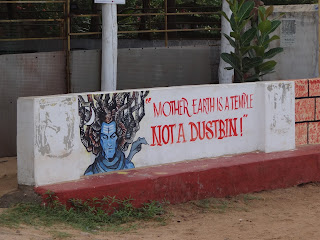 "MOTHER EARTH IS A TEMPLE
NOT A DUSTBIN!"